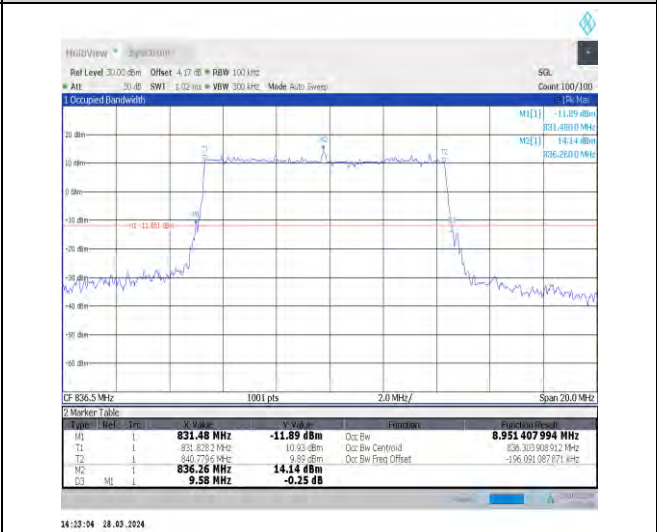 MultiView Spectrum
Ref Level 30.00 dBm Offset 4.17 dB RBW 100 kHz SGL
Att 30 dB SWT 1.02 ms VBW 300 kHz Mode Auto Sweep Count 100/100
1 Occupied Bandwidth 1Pk Max
M1[1] -11.89 dBm
831.4800 MHz
20 dBm
M2[1] 14.14 dBm
836.2600 MHz
T1
M2
T2
10 dBm
0 dBm
-10 dBm
M1
H1 -11.860 dBm
-20 dBm
-30 dBm
-40 dBm
-50 dBm
-60 dBm
CF 836.5 MHz 1001 pts 2.0 MHz/ Span 20.0 MHz
2 Marker Table
Type Ref Trc X Value Y Value Function Function Result
M1 1 831.48 MHz -11.89 dBm Occ Bw 8.951 407 994 MHz
T1 1 831.8282 MHz 10.93 dBm Occ Bw Centroid 836.303 908 912 MHz
T2 1 840.7796 MHz 9.89 dBm Occ Bw Freq Offset -196.091 087 871 kHz
M2 1 836.26 MHz 14.14 dBm
D3 M1 1 9.58 MHz -0.25 dB
14:23:04 28.03.2024